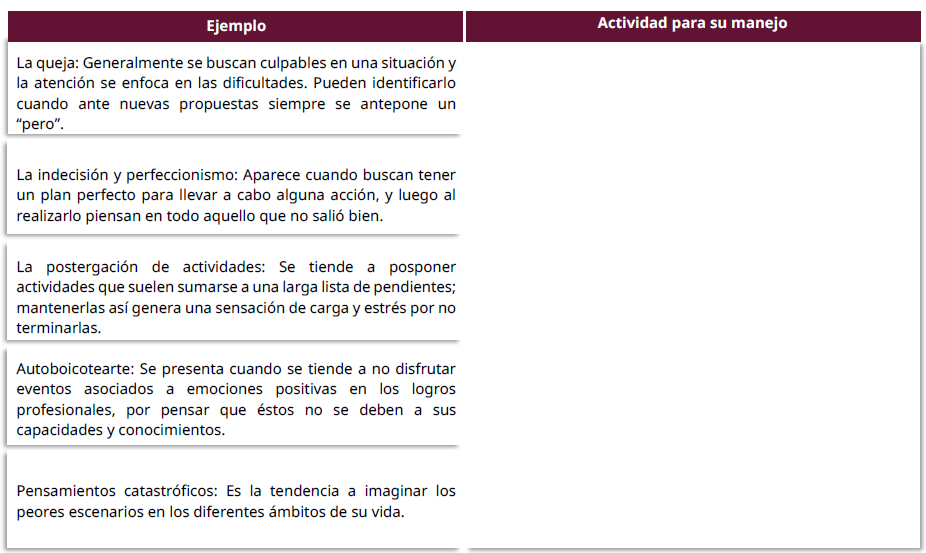 Ejemplo
Actividad para su manejo
La queja: Generalmente se buscan culpables en una situación y
la atención se enfoca en las dificultades. Pueden identificarlo
cuando ante nuevas propuestas siempre se antepone un
“pero”.
La indecisión y perfeccionismo: Aparece cuando buscan tener
un plan perfecto para llevar a cabo alguna acción, y luego al
realizarlo piensan en todo aquello que no salió bien.
La postergación de actividades: Se tiende a posponer
actividades que suelen sumarse a una larga lista de pendientes;
mantenerlas así genera una sensación de carga y estrés por no
terminarlas.
Autoboicotearte: Se presenta cuando se tiende a no disfrutar
eventos asociados a emociones positivas en los logros
profesionales, por pensar que éstos no se deben a sus
capacidades y conocimientos.
Pensamientos catastróficos: Es la tendencia a imaginar los
peores escenarios en los diferentes ámbitos de su vida.